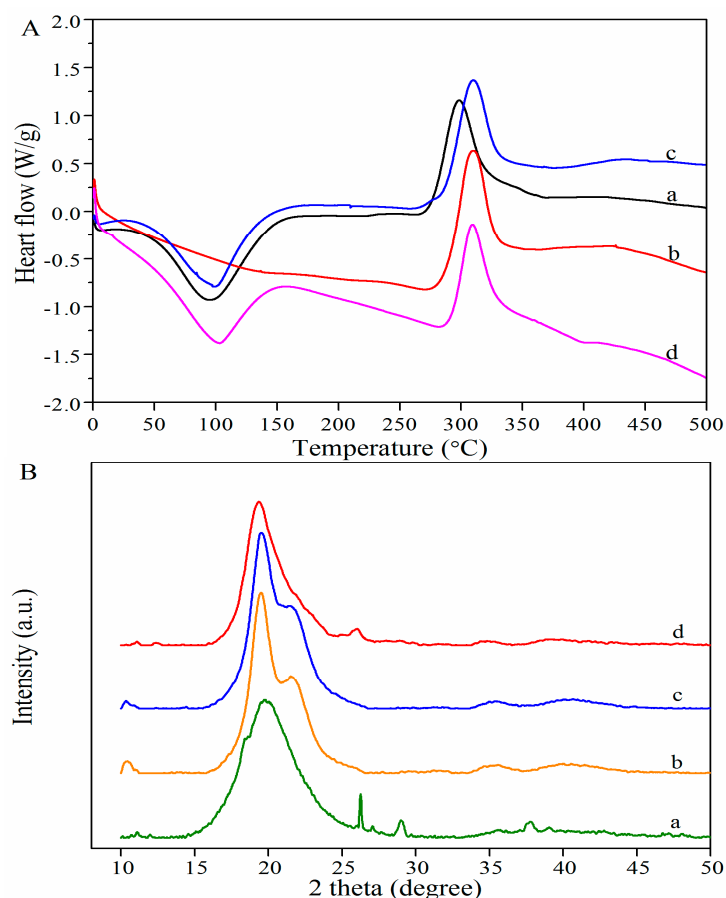 A
2.0
1.5
1.0
0.5
0.0
-0.5
-1.0
-1.5
-2.0
Heart flow (W/g)
c
a
b
d
0 50 100 150 200 250 300 350 400 450 500
Temperature (°C)
B
Intensity (a.u.)
d
c
b
a
10 15 20 25 30 35 40 45 50
2 theta (degree)